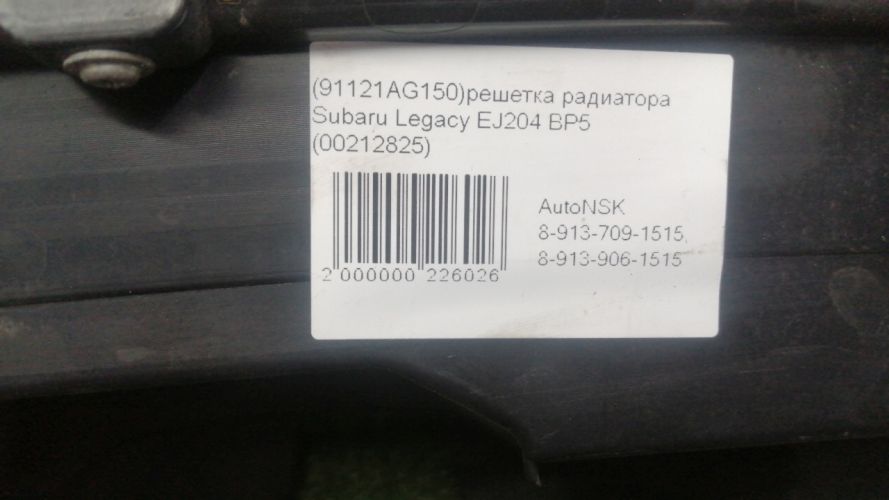 (91121AG150)решетка радиатора
Subaru Legacy EJ204 BP5
(00212825)
2 000000 226026
AutoNSK
8-913-709-1515,
8-913-906-1515